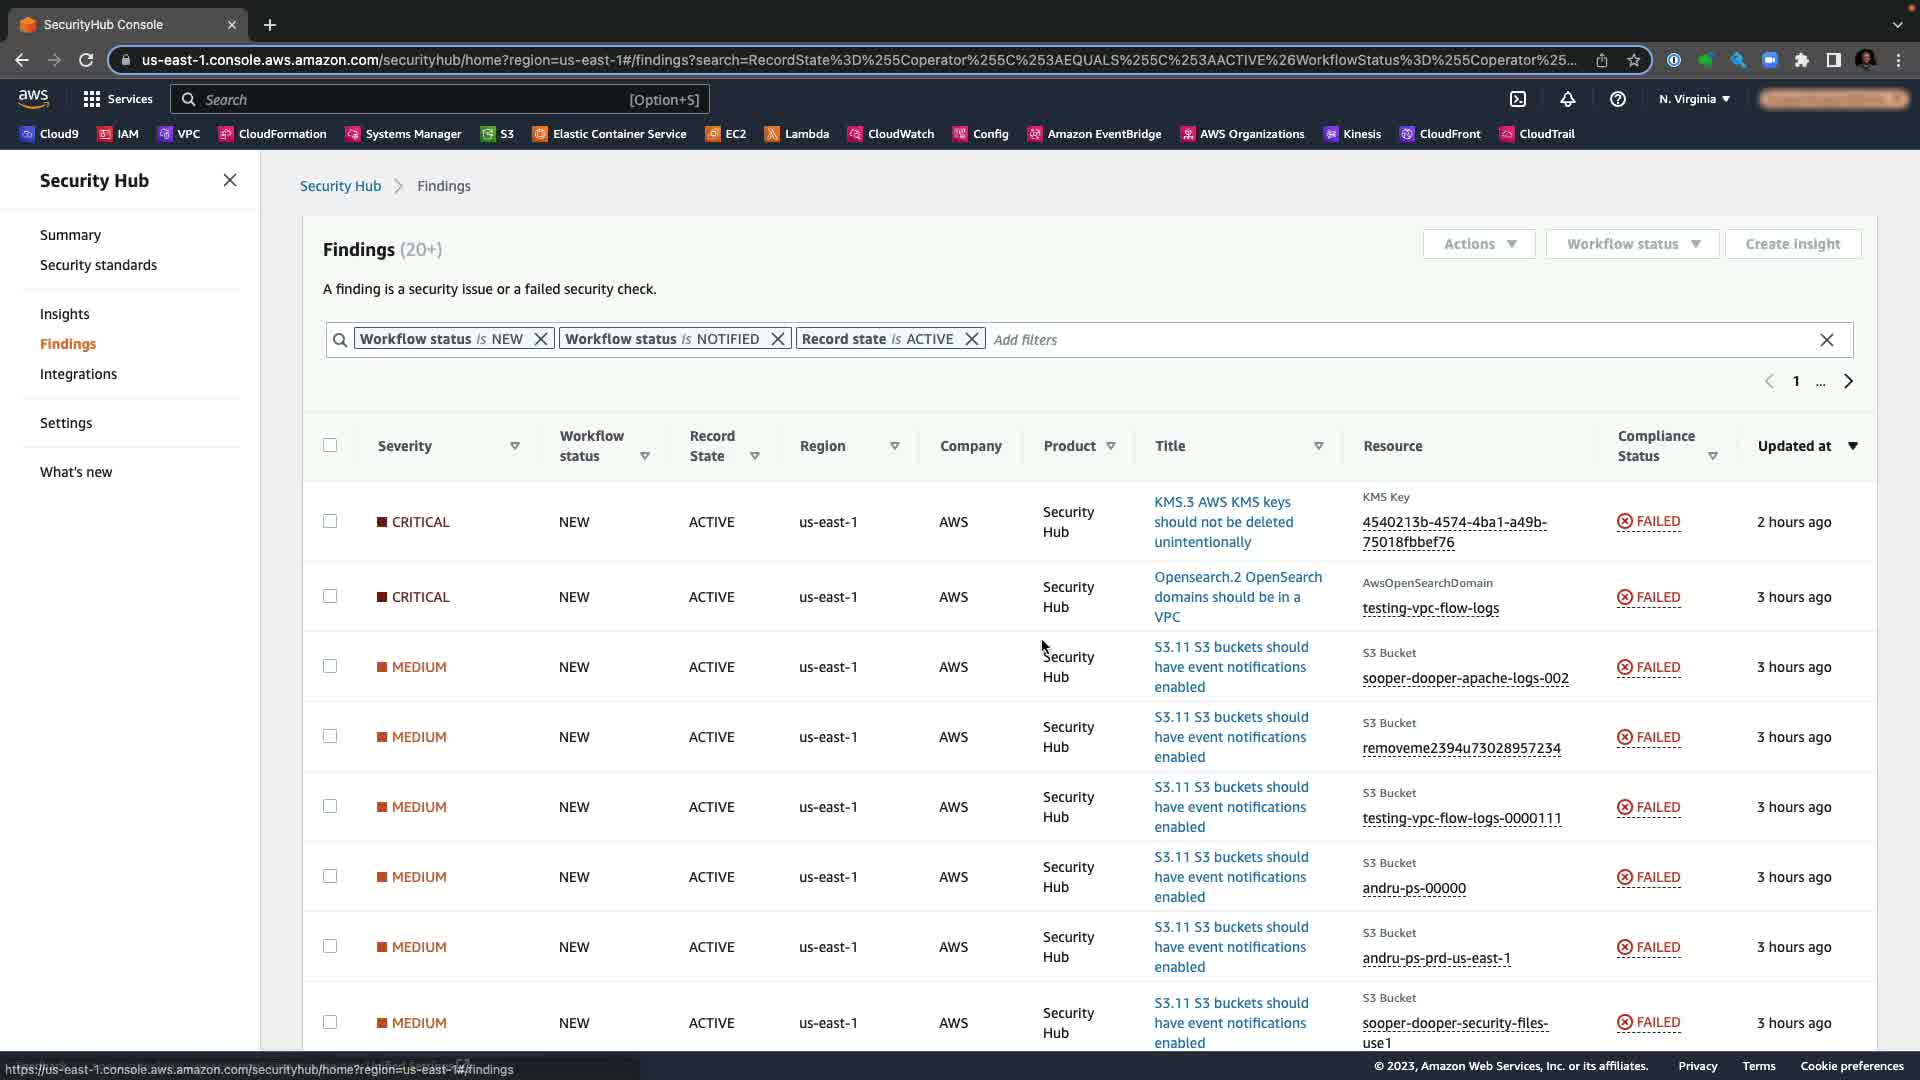 SecurityHub Console
us-east-1.console.aws.amazon.com/securityhub/home?region=us-east-1#/findings?search=RecordState%3D%255Coperator%255C%253AEQUALS%255C%253AACTIVE%26WorkflowStatus%3D%255Coperator%25...
aws
Services
Search
[Option+S]
N. Virginia
Cloud9
IAM
VPC
CloudFormation
Systems Manager
S3
Elastic Container Service
EC2
Lambda
CloudWatch
Config
Amazon EventBridge
AWS Organizations
Kinesis
CloudFront
CloudTrail
Security Hub
Summary
Security standards
Insights
Findings
Integrations
Settings
What's new
Security Hub
Findings
Findings (20+)
Actions
Workflow status
Create insight
A finding is a security issue or a failed security check.
Workflow status is NEW
Workflow status is NOTIFIED
Record state is ACTIVE
Add filters
1
...
Severity
Workflow
status
Record
State
Region
Company
Product
Title
Resource
Compliance
Status
Updated at
CRITICAL
NEW
ACTIVE
us-east-1
AWS
Security
Hub
KMS.3 AWS KMS keys
should not be deleted
unintentionally
KMS Key
4540213b-4574-4ba1-a49b-
75018fbbef76
FAILED
2 hours ago
CRITICAL
NEW
ACTIVE
us-east-1
AWS
Security
Hub
Opensearch.2 OpenSearch
domains should be in a
VPC
AwsOpenSearchDomain
testing-vpc-flow-logs
FAILED
3 hours ago
MEDIUM
NEW
ACTIVE
us-east-1
AWS
Security
Hub
S3.11 S3 buckets should
have event notifications
enabled
S3 Bucket
sooper-dooper-apache-logs-002
FAILED
3 hours ago
MEDIUM
NEW
ACTIVE
us-east-1
AWS
Security
Hub
S3.11 S3 buckets should
have event notifications
enabled
S3 Bucket
removeme2394u73028957234
FAILED
3 hours ago
MEDIUM
NEW
ACTIVE
us-east-1
AWS
Security
Hub
S3.11 S3 buckets should
have event notifications
enabled
S3 Bucket
testing-vpc-flow-logs-0000111
FAILED
3 hours ago
MEDIUM
NEW
ACTIVE
us-east-1
AWS
Security
Hub
S3.11 S3 buckets should
have event notifications
enabled
S3 Bucket
andru-ps-00000
FAILED
3 hours ago
MEDIUM
NEW
ACTIVE
us-east-1
AWS
Security
Hub
S3.11 S3 buckets should
have event notifications
enabled
S3 Bucket
andru-ps-prd-us-east-1
FAILED
3 hours ago
MEDIUM
NEW
ACTIVE
us-east-1
AWS
Security
Hub
S3.11 S3 buckets should
have event notifications
enabled
S3 Bucket
sooper-dooper-security-files-
use1
FAILED
3 hours ago
https://us-east-1.console.aws.amazon.com/securityhub/home?region=us-east-1#/findings
© 2023, Amazon Web Services, Inc. or its affiliates.
Privacy
Terms
Cookie preferences